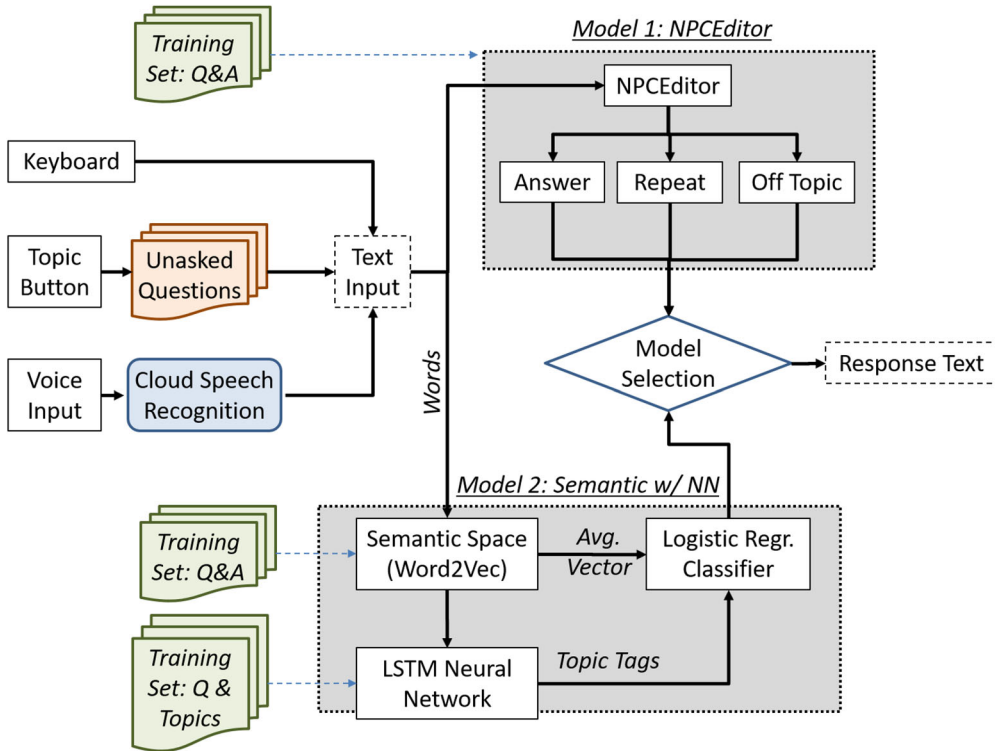 Training
Set: Q&A
Model 1: NPCEditor
NPCEditor
Answer
Repeat
Off Topic
Keyboard
Topic
Button
Unasked
Questions
Text
Input
Voice
Input
Cloud Speech
Recognition
Words
Model
Selection
Response Text
Model 2: Semantic w/ NN
Training
Set: Q&A
Semantic Space
(Word2Vec)
Avg.
Vector
Logistic Regr.
Classifier
Training
Set: Q &
Topics
LSTM Neural
Network
Topic Tags